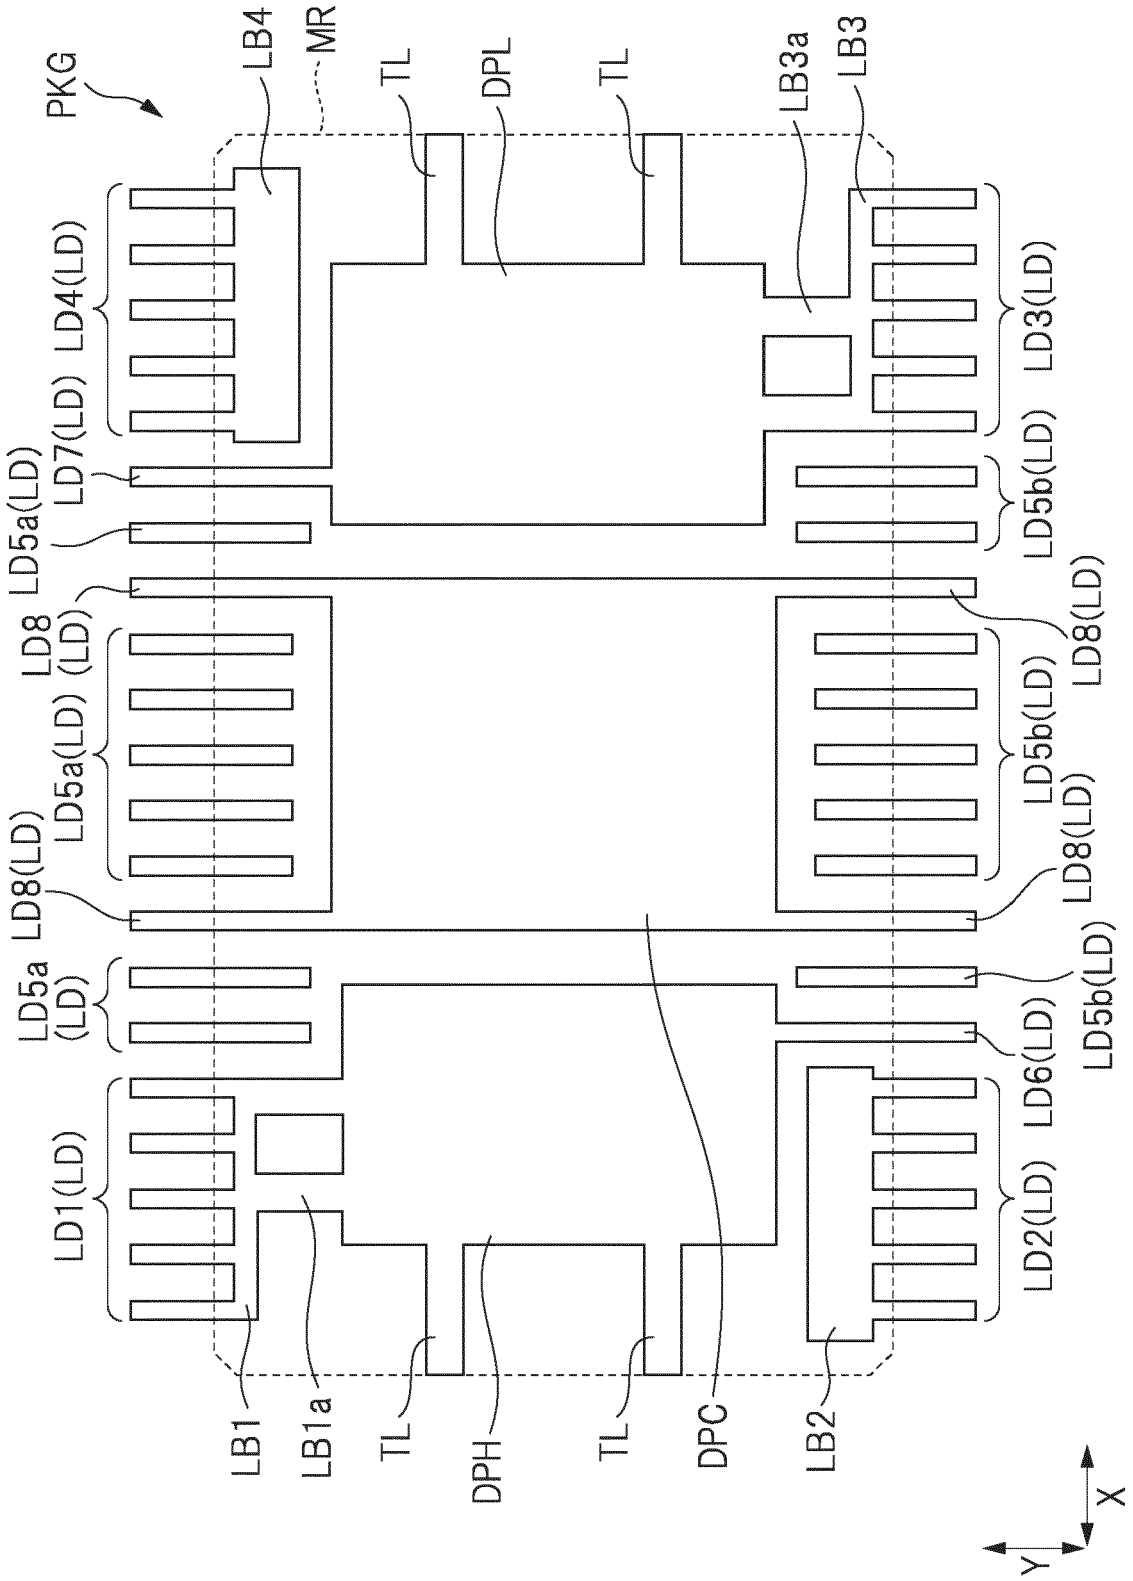 PKG
LD1(LD)
LD5a
(LD)
LD8(LD)
LD5a(LD)
LD8
(LD)
LD5a(LD)
LD7(LD)
LD4(LD)
LB1
LB1a
TL
DPH
TL
DPC
LB2
LB4
MR
TL
DPL
TL
LB3a
LB3
LD2(LD)
LD6(LD)
LD5b(LD)
LD8(LD)
LD5b(LD)
LD8(LD)
LD5b(LD)
LD3(LD)
Y
X